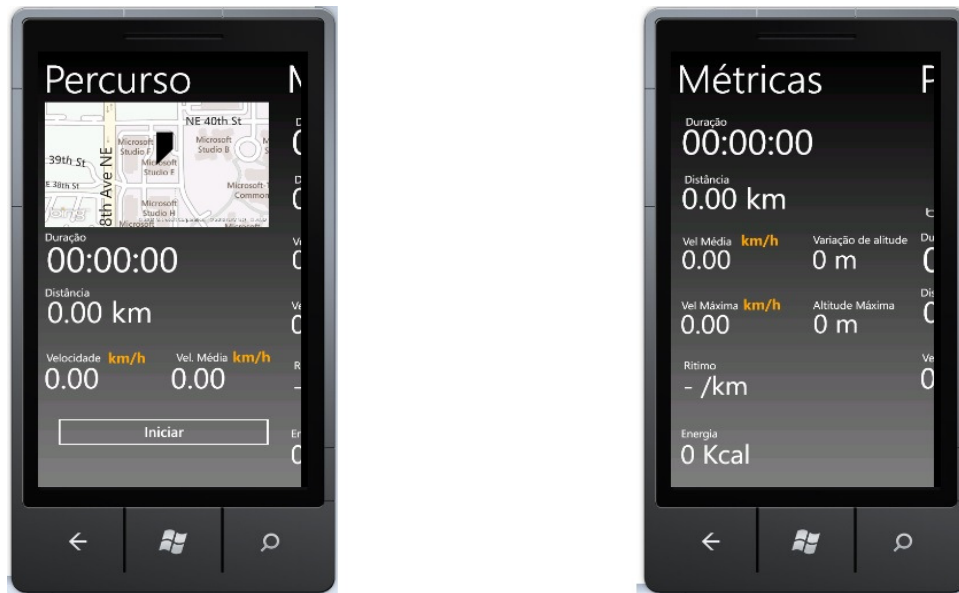 Percurso
NE 40th St
Microsoft
Studio F
Microsoft
Studio B
39th St
Microsoft
Studio E
E 38th St
8th Ave NE
Microsoft
Studio H
Microsoft
Duração
00:00:00
Distância
0.00 km
Velocidade km/h Vel. Média km/h
0.00 0.00
Iniciar
Métricas
Duração
00:00:00
Distância
0.00 km
Vel Média km/h Variação de altitude
0.00 0 m
Vel Máxima km/h Altitude Máxima
0.00 0 m
Ritimo
- /km
Energia
0 Kcal